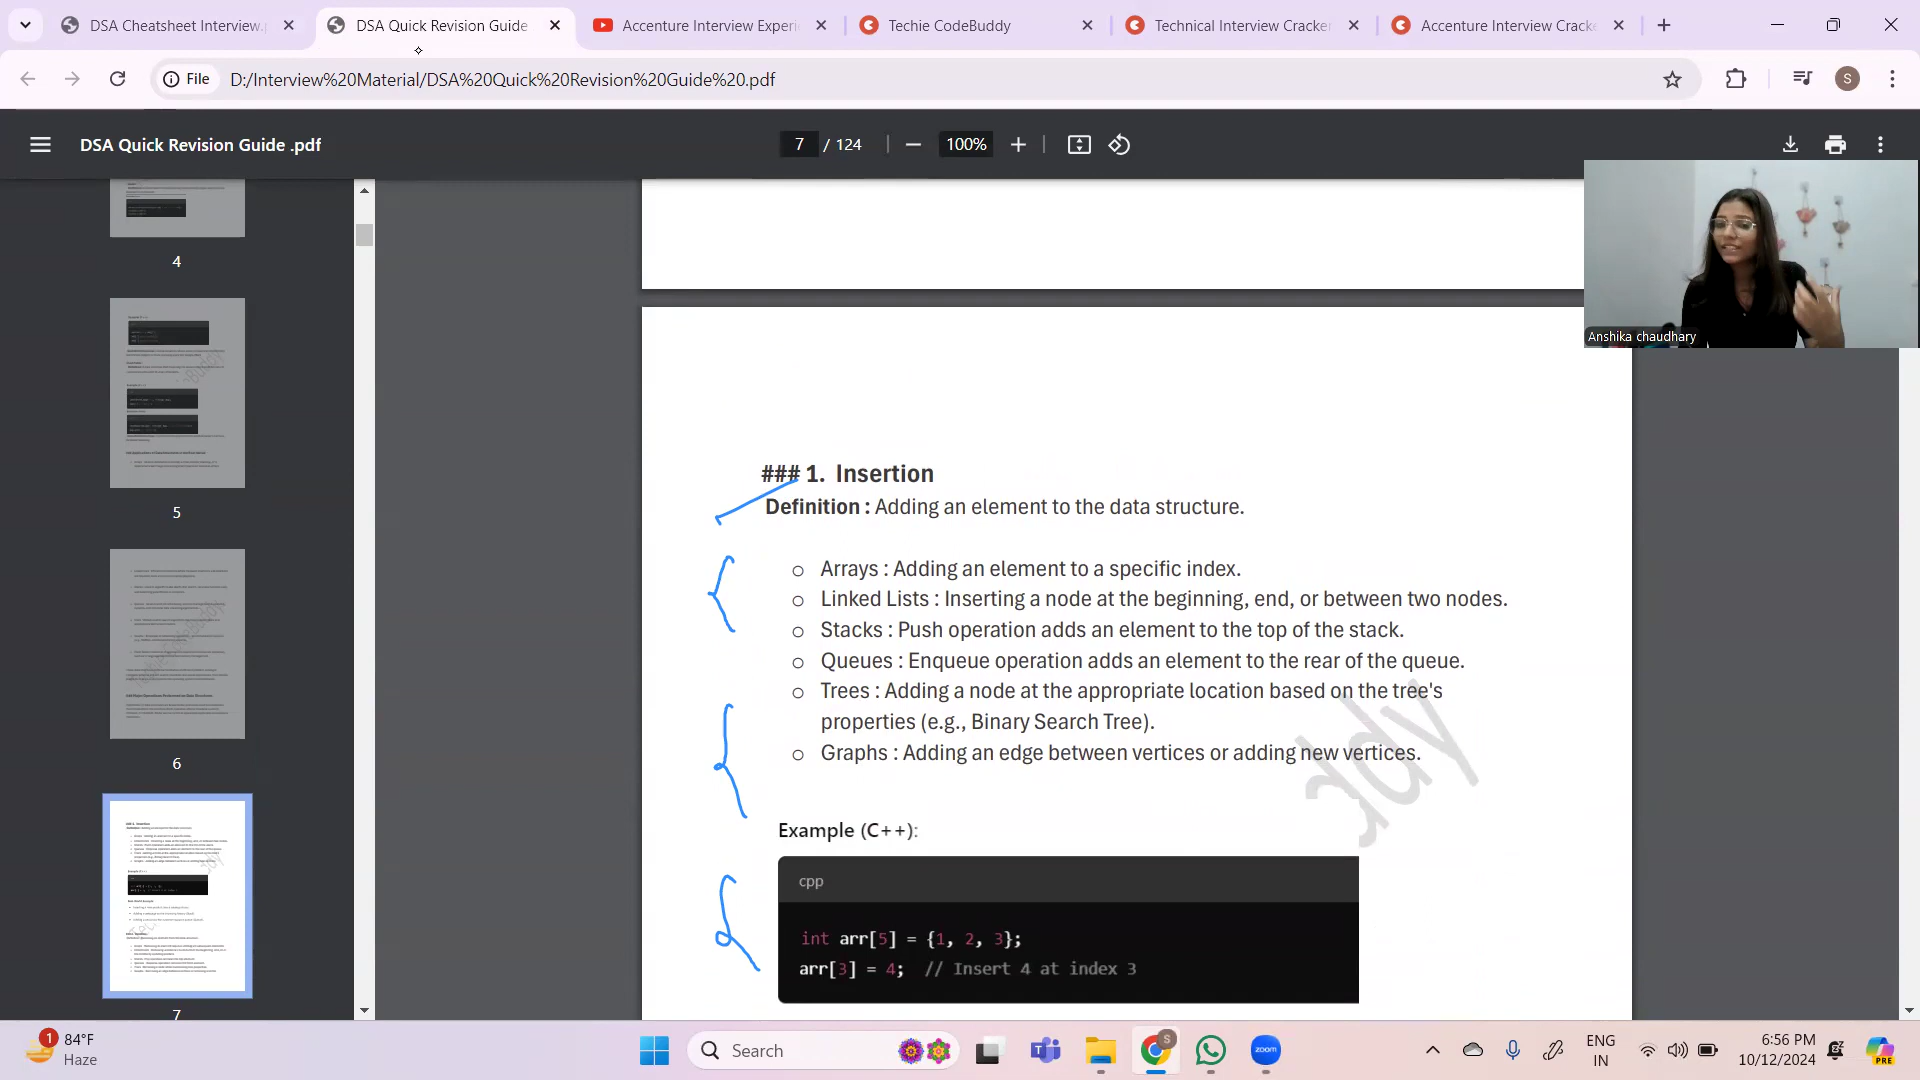 DSA Cheatsheet Interview.
DSA Quick Revision Guide
Accenture Interview Experi
Techie CodeBuddy
Technical Interview Cracker
Accenture Interview Cracke
File
D:/Interview%20Material/DSA%20Quick%20Revision%20Guide%20.pdf
S
DSA Quick Revision Guide .pdf
7 / 124
100%
4
5
6
7
Anshika chaudhary
### 1. Insertion
Definition : Adding an element to the data structure.
Arrays : Adding an element to a specific index.
Linked Lists : Inserting a node at the beginning, end, or between two nodes.
Stacks : Push operation adds an element to the top of the stack.
Queues : Enqueue operation adds an element to the rear of the queue.
Trees : Adding a node at the appropriate location based on the tree's
properties (e.g., Binary Search Tree).
Graphs : Adding an edge between vertices or adding new vertices.
Example (C++):
cpp
int arr[5] = {1, 2, 3};
arr[3] = 4; // Insert 4 at index 3
1
84°F
Haze
Search
S
zoom
ENG
IN
6:56 PM
10/12/2024
PRE